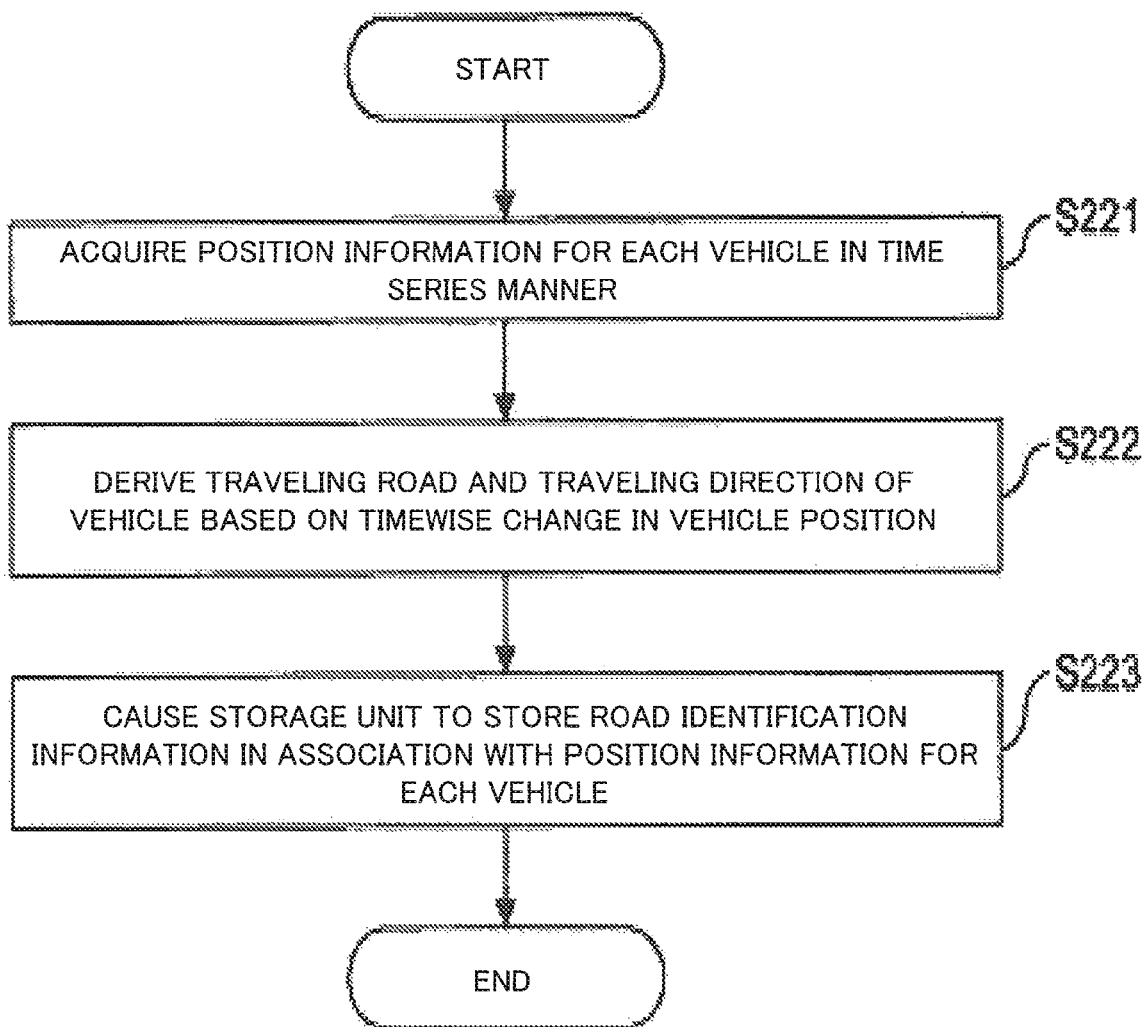 START
S221
ACQUIRE POSITION INFORMATION FOR EACH VEHICLE IN TIME
SERIES MANNER
S222
DERIVE TRAVELING ROAD AND TRAVELING DIRECTION OF
VEHICLE BASED ON TIMEWISE CHANGE IN VEHICLE POSITION
S223
CAUSE STORAGE UNIT TO STORE ROAD IDENTIFICATION
INFORMATION IN ASSOCIATION WITH POSITION INFORMATION FOR
EACH VEHICLE
END